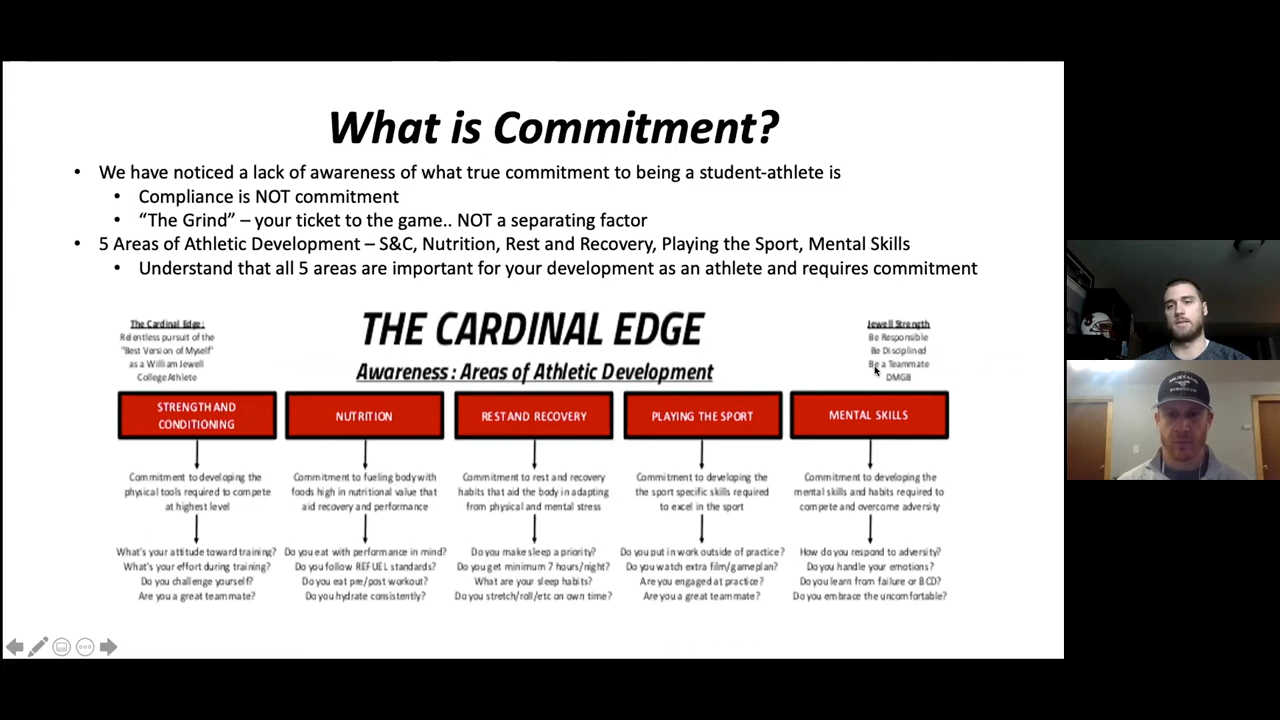 What is Commitment?
• We have noticed a lack of awareness of what true commitment to being a student-athlete is
• Compliance is NOT commitment
• “The Grind” – your ticket to the game.. NOT a separating factor
• 5 Areas of Athletic Development – S&C, Nutrition, Rest and Recovery, Playing the Sport, Mental Skills
• Understand that all 5 areas are important for your development as an athlete and requires commitment
The Cardinal Edge:
Relentless pursuit of the
"Best Version of Myself"
as a William Jewell
College Athlete
THE CARDINAL EDGE
Awareness : Areas of Athletic Development
Jewell Strength
Be Responsible
Be Disciplined
Be a Teammate
DMGB
STRENGTH AND
CONDITIONING
Commitment to developing the
physical tools required to compete
at highest level
What's your attitude toward training?
What's your effort during training?
Do you challenge yourself?
Are you a great teammate?
NUTRITION
Commitment to fueling body with
foods high in nutritional value that
aid recovery and performance
Do you eat with performance in mind?
Do you follow REFUEL standards?
Do you eat pre/post workout?
Do you hydrate consistently?
REST AND RECOVERY
Commitment to rest and recovery
habits that aid the body in adapting
from physical and mental stress
Do you make sleep a priority?
Do you get minimum 7 hours/night?
What are your sleep habits?
Do you stretch/roll/etc on own time?
PLAYING THE SPORT
Commitment to developing the
the sport specific skills required
to excel in the sport
Do you put in work outside of practice?
Do you watch extra film/gameplan?
Are you engaged at practice?
Are you a great teammate?
MENTAL SKILLS
Commitment to developing the
mental skills and habits required to
compete and overcome adversity
How do you respond to adversity?
Do you handle your emotions?
Do you learn from failure or BCD?
Do you embrace the uncomfortable?
MUSTANG
STRENGTH